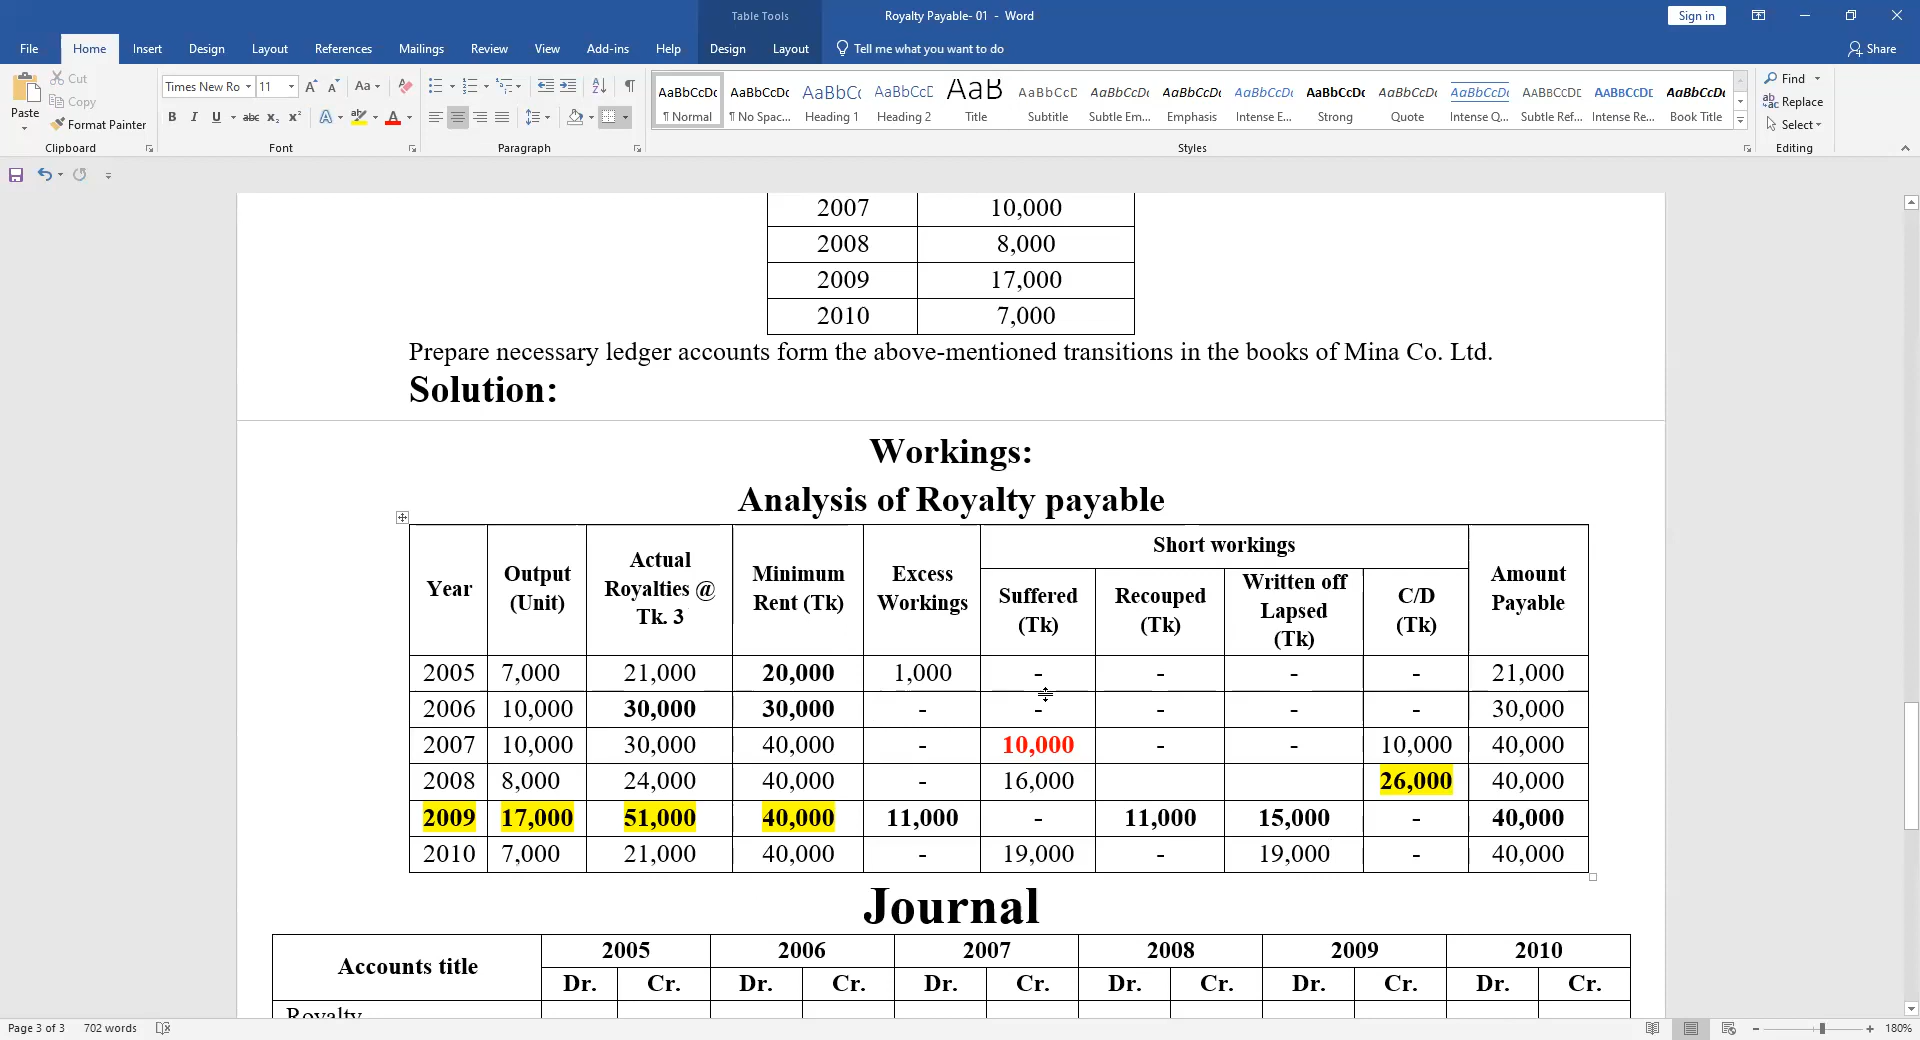 Table Tools
Royalty Payable- 01 - Word
Sign in
File Home Insert Design Layout References Mailings Review View Add-ins Help Design Layout Tell me what you want to do Share
Paste
Cut
Copy
Format Painter
Clipboard
Times New Ro 11
Font
Paragraph
AaBbCcDc AaBbCcDc AaBbCc AaBbCcE AaB AaBbCcD AaBbCcDc AaBbCcDc AaBbCcDc AaBbCcDc AaBbCcDc AaBbCcDc AABBCCDE AABBCCDE AaBbCcDc
¶ Normal ¶ No Spac... Heading 1 Heading 2 Title Subtitle Subtle Em... Emphasis Intense E... Strong Quote Intense Q... Subtle Ref... Intense Re... Book Title
Styles
Find
Replace
Select
Editing
2007 10,000
2008 8,000
2009 17,000
2010 7,000
Prepare necessary ledger accounts form the above-mentioned transitions in the books of Mina Co. Ltd.
Solution:
Workings:
Analysis of Royalty payable
Year
Output
(Unit)
Actual
Royalties @
Tk. 3
Minimum
Rent (Tk)
Excess
Workings
Short workings
Suffered
(Tk)
Recouped
(Tk)
Written off
Lapsed
(Tk)
C/D
(Tk)
Amount
Payable
2005 7,000 21,000 20,000 1,000 - - - - 21,000
2006 10,000 30,000 30,000 - - - - - 30,000
2007 10,000 30,000 40,000 - 10,000 - - 10,000 40,000
2008 8,000 24,000 40,000 - 16,000 26,000 40,000
2009 17,000 51,000 40,000 11,000 - 11,000 15,000 - 40,000
2010 7,000 21,000 40,000 - 19,000 - 19,000 - 40,000
Journal
Accounts title
2005 2006 2007 2008 2009 2010
Dr. Cr. Dr. Cr. Dr. Cr. Dr. Cr. Dr. Cr. Dr. Cr.
Royalty
Page 3 of 3 702 words 180%